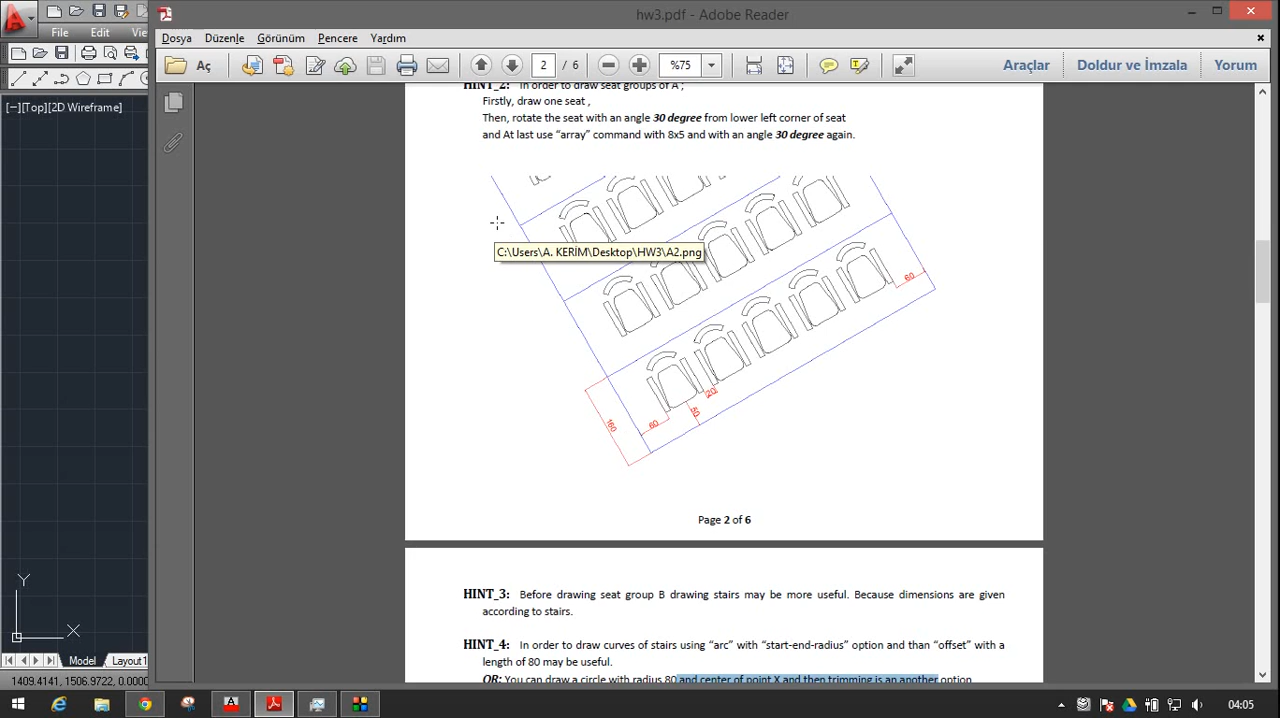 hw3.pdf - Adobe Reader
File Edit
Dosya Düzenle Görünüm Pencere Yardım
Aç 2 / 6 %75 Araçlar Doldur ve İmzala Yorum
[−][Top][2D Wireframe]
HINT_2: In order to draw seat groups of A ;
Firstly, draw one seat ,
Then, rotate the seat with an angle 30 degree from lower left corner of seat
and At last use “array” command with 8x5 and with an angle 30 degree again.
C:\Users\A. KERİM\Desktop\HW3\A2.png
60
20
55
60
160
Page 2 of 6
HINT_3: Before drawing seat group B drawing stairs may be more useful. Because dimensions are given
according to stairs.
HINT_4: In order to draw curves of stairs using “arc” with “start-end-radius” option and than “offset” with a
length of 80 may be useful.
OR: You can draw a circle with radius 80 and center of point X and then trimming is an another option
Y
X
Model Layout1
1409.4141, 1506.9722, 0.0000
04:05